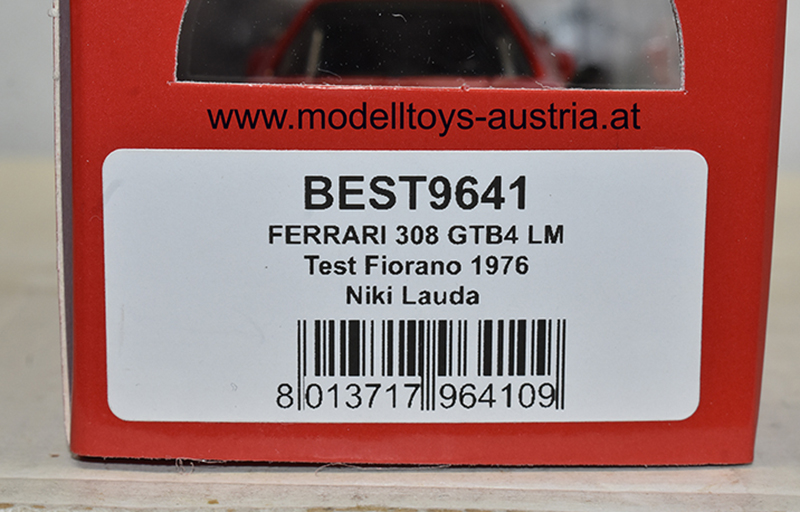 www.modelltoys-austria.at
BEST9641
FERRARI 308 GTB4 LM
Test Fiorano 1976
Niki Lauda
8 013717 964109